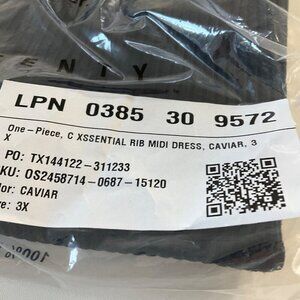 ENTY
LPN 0385 30 9572
One-Piece, C XSSENTIAL RIB MIDI DRESS, CAVIAR, 3
X
PO: TX144122-311233
KU: OS2458714-0687-15120
lor: CAVIAR
e: 3X
100%